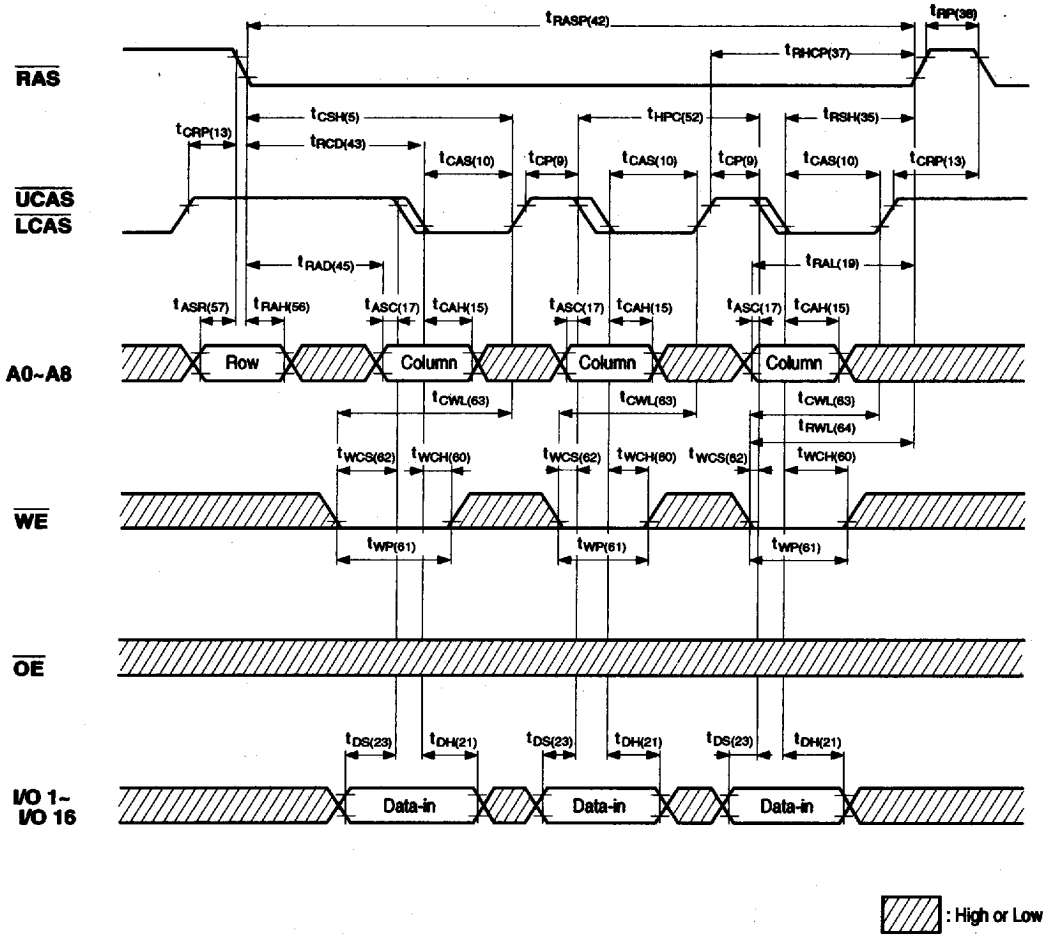 tRASP(42)
tRP(38)
tRHCP(37)
RAS
tCSH(5)
tHPC(52)
tRSH(35)
tCRP(13)
tRCD(43)
tCAS(10) tCP(9) tCAS(10) tCP(9) tCAS(10) tCRP(13)
UCAS
LCAS
tRAD(45)
tRAL(19)
tASR(57) tRAH(56) tASC(17) tCAH(15) tASC(17) tCAH(15) tASC(17) tCAH(15)
A0~A8
Row Column Column Column
tCWL(63) tCWL(63) tCWL(63)
tRWL(64)
tWCS(62) tWCH(60) tWCS(62) tWCH(60) tWCS(62) tWCH(60)
WE
tWP(61) tWP(61) tWP(61)
OE
tDS(23) tDH(21) tDS(23) tDH(21) tDS(23) tDH(21)
I/O 1~
I/O 16
Data-in Data-in Data-in
: High or Low